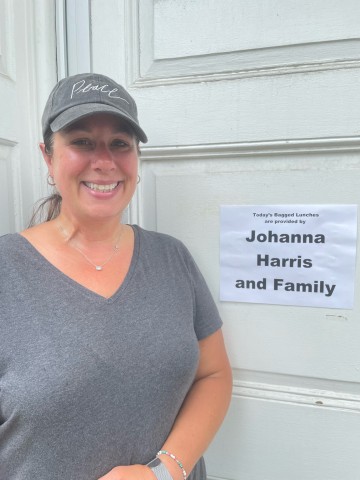 Peace
Today's Bagged Lunches
are provided by
Johanna
Harris
and Family